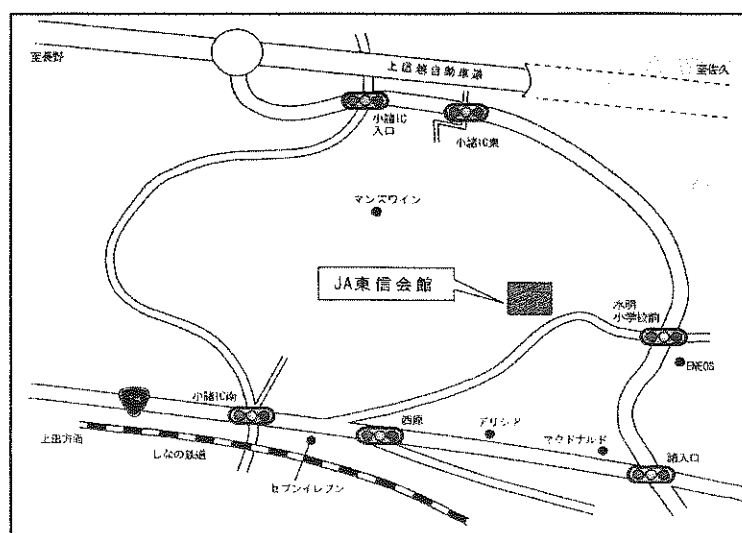 至長野
上信越自動車道
至佐久
小諸IC
入口
小諸IC東
マンズワイン
JA東信会館
水明
小学校前
ENEOS
小諸IC南
西原
デリシア
マクドナルド
諸入口
上田方面
しなの鉄道
セブンイレブン